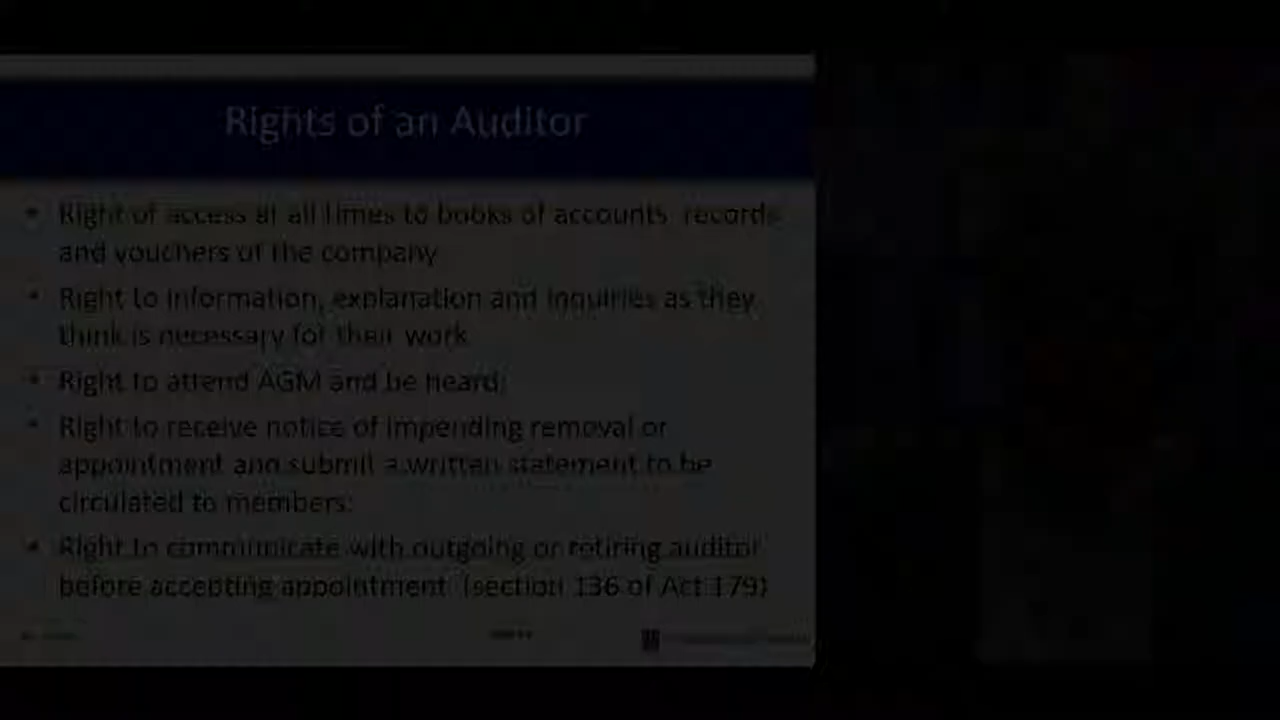 Rights of an Auditor
• Right of access at all times to books of accounts, records
and vouchers of the company
• Right to information, explanation and inquiries as they
think is necessary for their work
• Right to attend AGM and be heard;
• Right to receive notice of impending removal or
appointment and submit a written statement to be
circulated to members;
• Right to communicate with outgoing or retiring auditor
before accepting appointment (section 136 of Act 179)